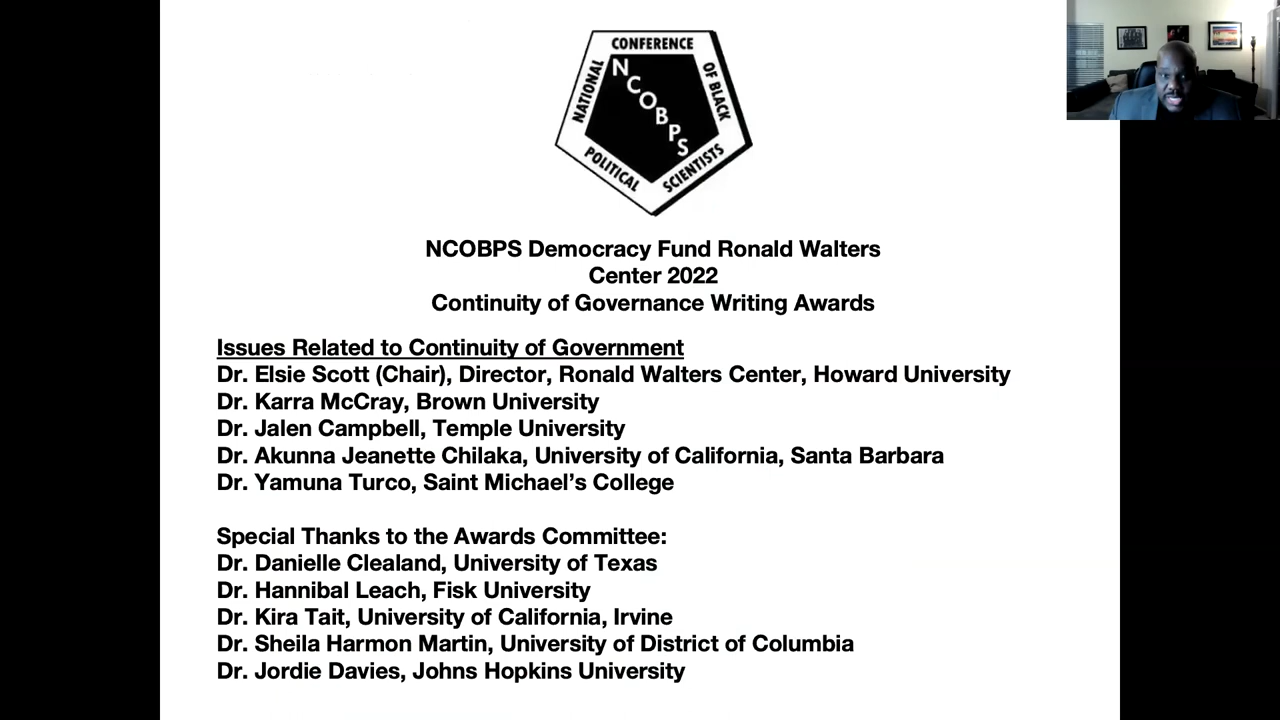 NATIONAL
CONFERENCE
OF BLACK
POLITICAL
SCIENTISTS
NCOBPS
NCOBPS Democracy Fund Ronald Walters
Center 2022
Continuity of Governance Writing Awards
Issues Related to Continuity of Government
Dr. Elsie Scott (Chair), Director, Ronald Walters Center, Howard University
Dr. Karra McCray, Brown University
Dr. Jalen Campbell, Temple University
Dr. Akunna Jeanette Chilaka, University of California, Santa Barbara
Dr. Yamuna Turco, Saint Michael’s College
Special Thanks to the Awards Committee:
Dr. Danielle Clealand, University of Texas
Dr. Hannibal Leach, Fisk University
Dr. Kira Tait, University of California, Irvine
Dr. Sheila Harmon Martin, University of District of Columbia
Dr. Jordie Davies, Johns Hopkins University